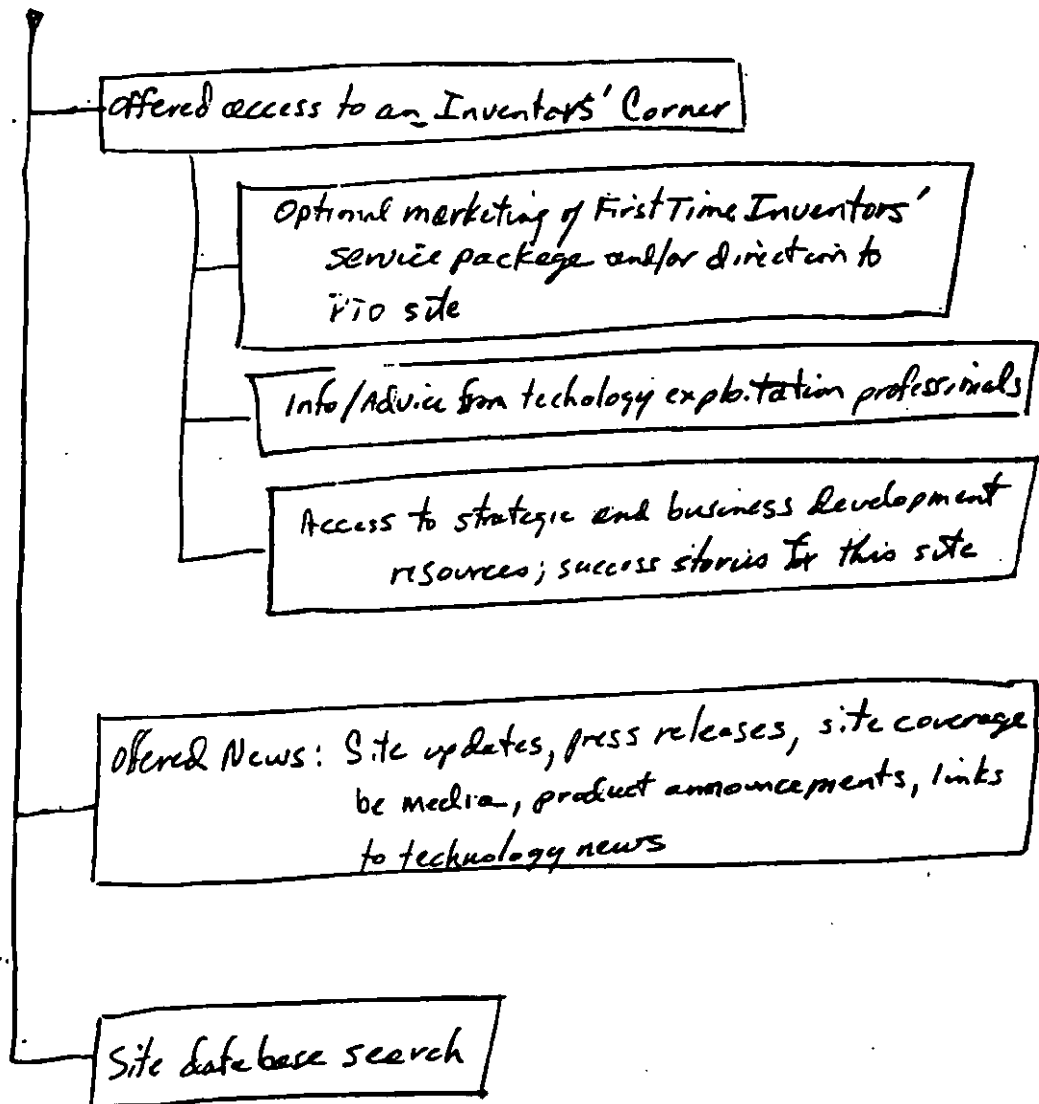 Offered access to an Inventors' Corner
Optional marketing of First Time Inventors'
service package and/or direction to
PTO site
Info/Advice from techology exploitation professionals
Access to strategic and business development
resources; success stories for this site
Offered News: Site updates, press releases, site coverage
be media, product announcements, links
to technology news
Site database search